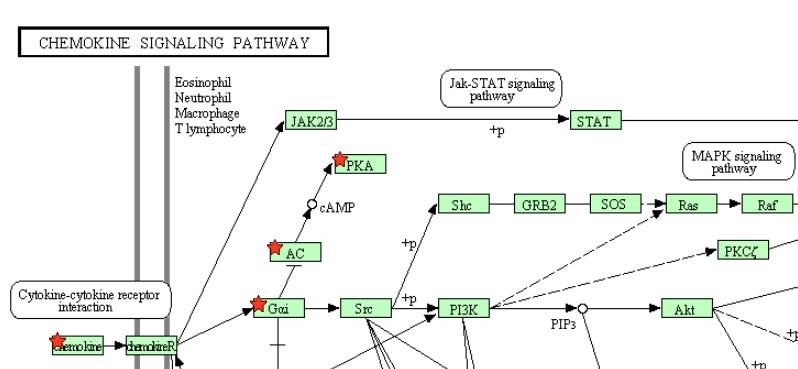 CHEMOKINE SIGNALING PATHWAY
Eosinophil
Neutrophil
Macrophage
T lymphocyte
Jak-STAT signaling
pathway
JAK2/3
+p
STAT
MAPK signaling
pathway
PKA
cAMP
Shc
GRB2
SOS
Ras
Raf
+p
AC
PKCζ
Cytokine-cytokine receptor
interaction
Gαi
Src
+p
PI3K
PIP3
Akt
+p
Chemokine
chemokineR
+p